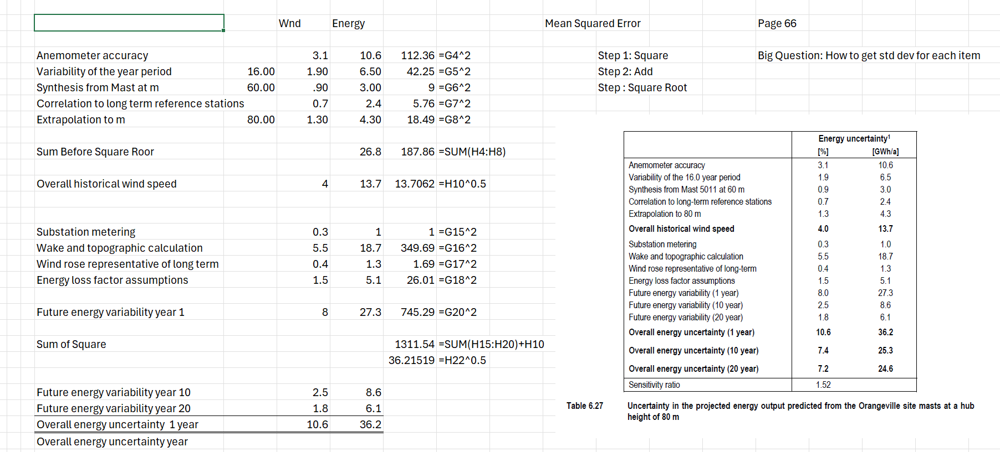 Wnd Energy Mean Squared Error Page 66
Anemometer accuracy 3.1 10.6 112.36 =G4^2 Step 1: Square Big Question: How to get std dev for each item
Variability of the year period 16.00 1.90 6.50 42.25 =G5^2 Step 2: Add
Synthesis from Mast at m 60.00 .90 3.00 9 =G6^2 Step : Square Root
Correlation to long term reference stations 0.7 2.4 5.76 =G7^2
Extrapolation to m 80.00 1.30 4.30 18.49 =G8^2
Sum Before Square Roor 26.8 187.86 =SUM(H4:H8)
Overall historical wind speed 4 13.7 13.7062 =H10^0.5
Substation metering 0.3 1 1 =G15^2
Wake and topographic calculation 5.5 18.7 349.69 =G16^2
Wind rose representative of long term 0.4 1.3 1.69 =G17^2
Energy loss factor assumptions 1.5 5.1 26.01 =G18^2
Future energy variability year 1 8 27.3 745.29 =G20^2
Sum of Square 1311.54 =SUM(H15:H20)+H10
36.21519 =H22^0.5
Future energy variability year 10 2.5 8.6
Future energy variability year 20 1.8 6.1
Overall energy uncertainty 1 year 10.6 36.2
Overall energy uncertainty year
Energy uncertainty¹
[%] [GWh/a]
Anemometer accuracy 3.1 10.6
Variability of the 16.0 year period 1.9 6.5
Synthesis from Mast 5011 at 60 m 0.9 3.0
Correlation to long-term reference stations 0.7 2.4
Extrapolation to 80 m 1.3 4.3
Overall historical wind speed 4.0 13.7
Substation metering 0.3 1.0
Wake and topographic calculation 5.5 18.7
Wind rose representative of long-term 0.4 1.3
Energy loss factor assumptions 1.5 5.1
Future energy variability (1 year) 8.0 27.3
Future energy variability (10 year) 2.5 8.6
Future energy variability (20 year) 1.8 6.1
Overall energy uncertainty (1 year) 10.6 36.2
Overall energy uncertainty (10 year) 7.4 25.3
Overall energy uncertainty (20 year) 7.2 24.6
Sensitivity ratio 1.52
Table 6.27 Uncertainty in the projected energy output predicted from the Orangeville site masts at a hub
height of 80 m